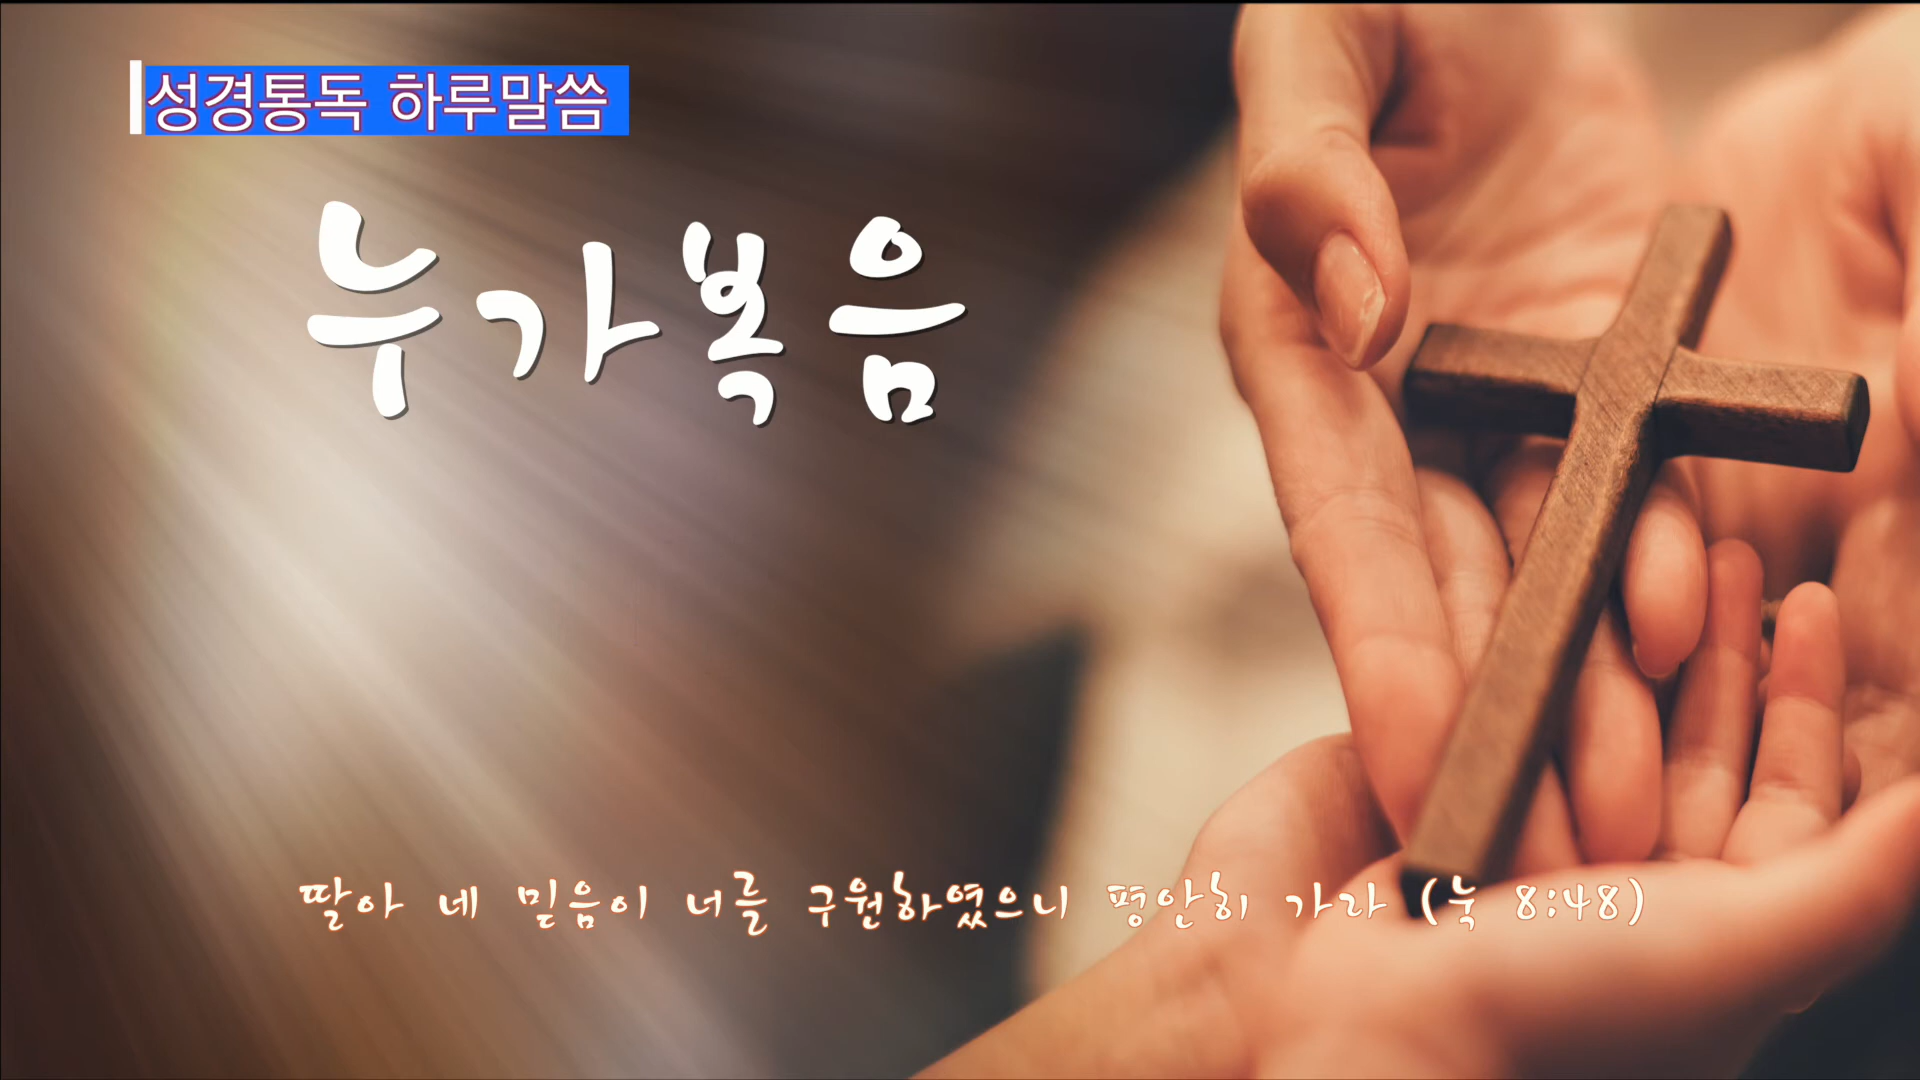 성경통독 하루말씀
누가복음
딸아 네 믿음이 너를 구원하였으니 평안히 가라 (눅 8:48)